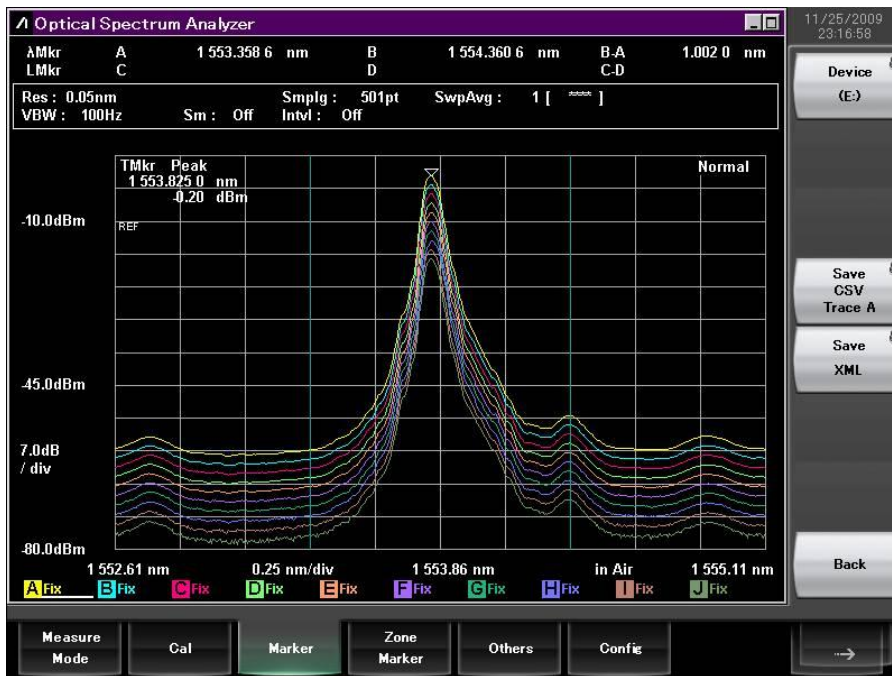 Optical Spectrum Analyzer
11/25/2009
23:16:58
λMkr A 1 553.358 6 nm B 1 554.360 6 nm B-A 1.002 0 nm
LMkr C D C-D
Res : 0.05nm Smplg : 501pt SwpAvg : 1 [ **** ]
VBW : 100Hz Sm : Off Intvl : Off
TMkr Peak
1 553.825 0 nm
-0.20 dBm
Normal
-10.0dBm
REF
-45.0dBm
7.0dB
/ div
-80.0dBm
1 552.61 nm 0.25 nm/div 1 553.86 nm in Air 1 555.11 nm
A Fix B Fix C Fix D Fix E Fix F Fix G Fix H Fix I Fix J Fix
Device
(E:)
Save
CSV
Trace A
Save
XML
Back
Measure
Mode
Cal
Marker
Zone
Marker
Others
Config